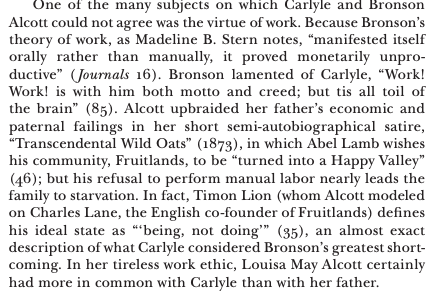 One of the many subjects on which Carlyle and Bronson
Alcott could not agree was the virtue of work. Because Bronson's
theory of work, as Madeline B. Stern notes, “manifested itself
orally rather than manually, it proved monetarily unpro-
ductive” (Journals 16). Bronson lamented of Carlyle, “Work!
Work! is with him both motto and creed; but tis all toil of
the brain” (85). Alcott upbraided her father's economic and
paternal failings in her short semi-autobiographical satire,
“Transcendental Wild Oats” (1873), in which Abel Lamb wishes
his community, Fruitlands, to be “turned into a Happy Valley”
(46); but his refusal to perform manual labor nearly leads the
family to starvation. In fact, Timon Lion (whom Alcott modeled
on Charles Lane, the English co-founder of Fruitlands) defines
his ideal state as “‘being, not doing’” (35), an almost exact
description of what Carlyle considered Bronson's greatest short-
coming. In her tireless work ethic, Louisa May Alcott certainly
had more in common with Carlyle than with her father.